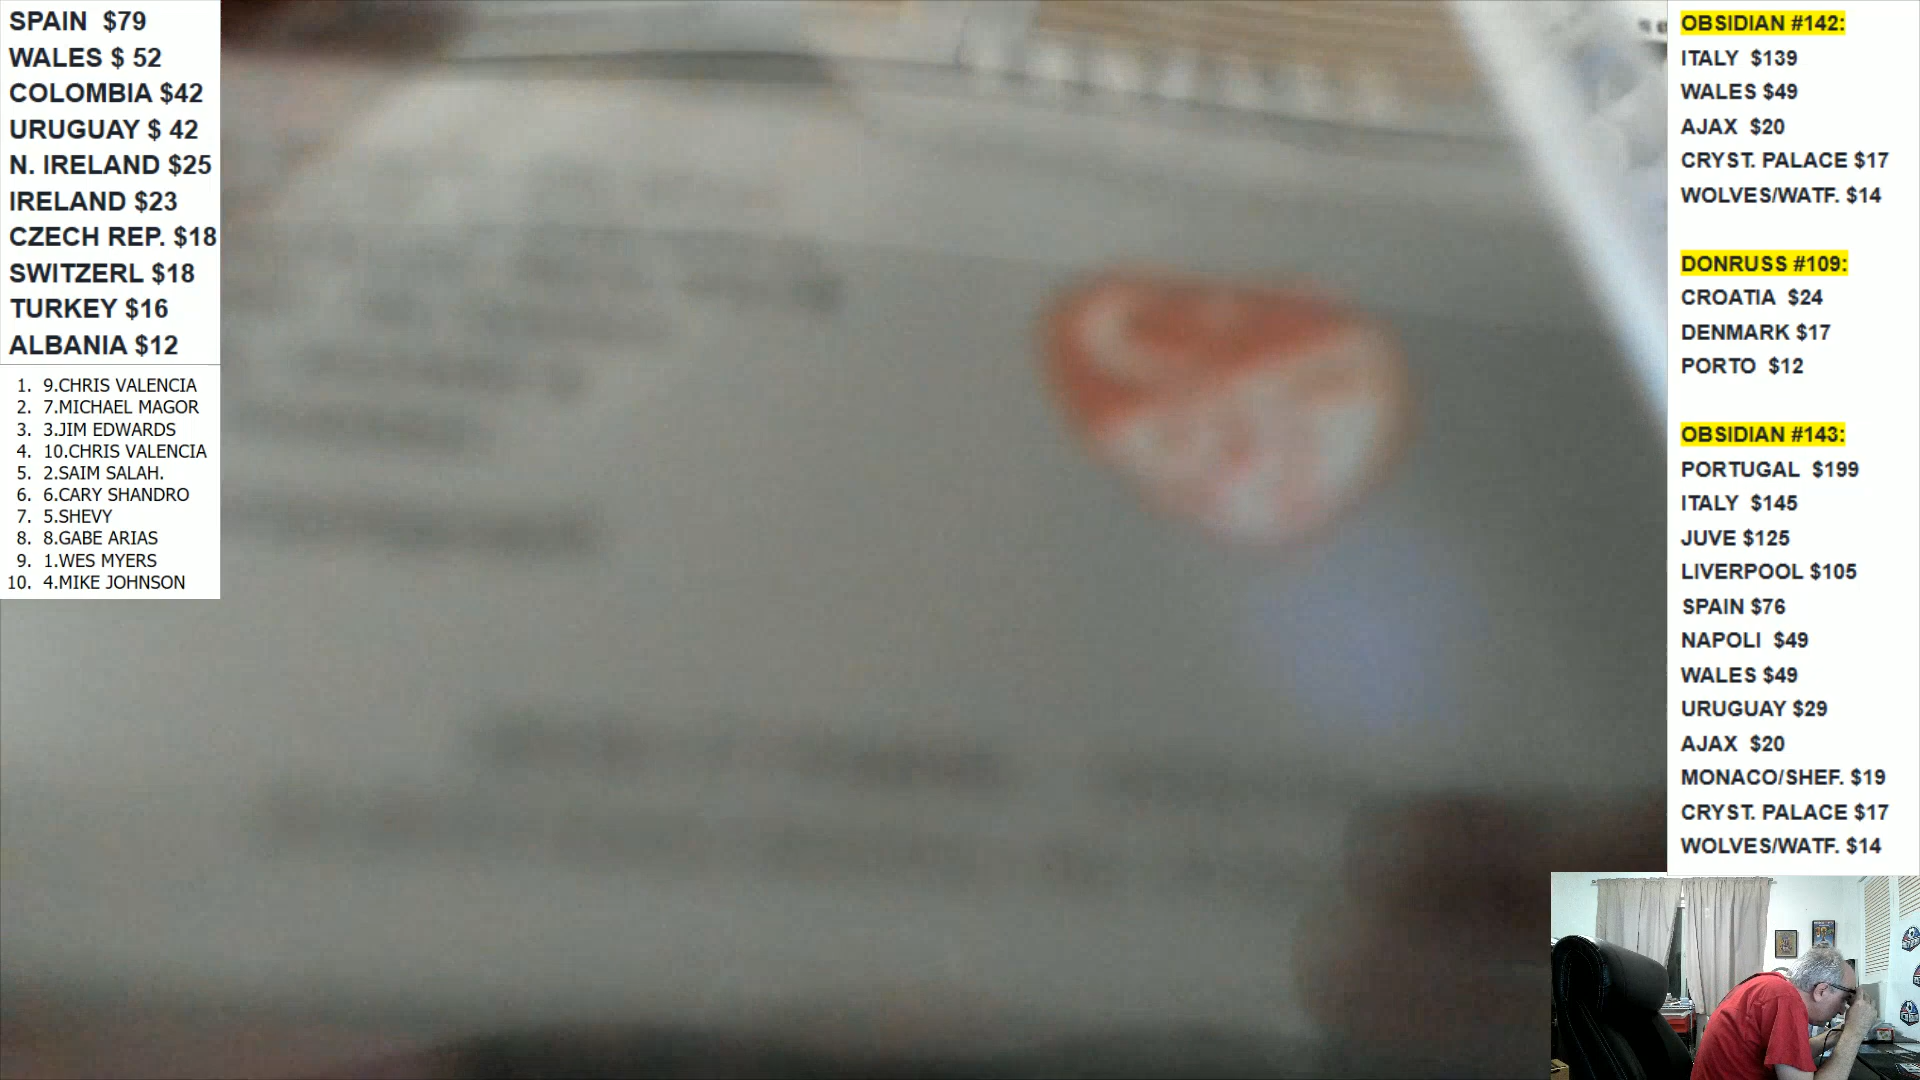 SPAIN $79
WALES $ 52
COLOMBIA $42
URUGUAY $ 42
N. IRELAND $25
IRELAND $23
CZECH REP. $18
SWITZERL $18
TURKEY $16
ALBANIA $12
1. 9.CHRIS VALENCIA
2. 7.MICHAEL MAGOR
3. 3.JIM EDWARDS
4. 10.CHRIS VALENCIA
5. 2.SAIM SALAH.
6. 6.CARY SHANDRO
7. 5.SHEVY
8. 8.GABE ARIAS
9. 1.WES MYERS
10. 4.MIKE JOHNSON
OBSIDIAN #142:
ITALY $139
WALES $49
AJAX $20
CRYST. PALACE $17
WOLVES/WATF. $14
DONRUSS #109:
CROATIA $24
DENMARK $17
PORTO $12
OBSIDIAN #143:
PORTUGAL $199
ITALY $145
JUVE $125
LIVERPOOL $105
SPAIN $76
NAPOLI $49
WALES $49
URUGUAY $29
AJAX $20
MONACO/SHEF. $19
CRYST. PALACE $17
WOLVES/WATF. $14